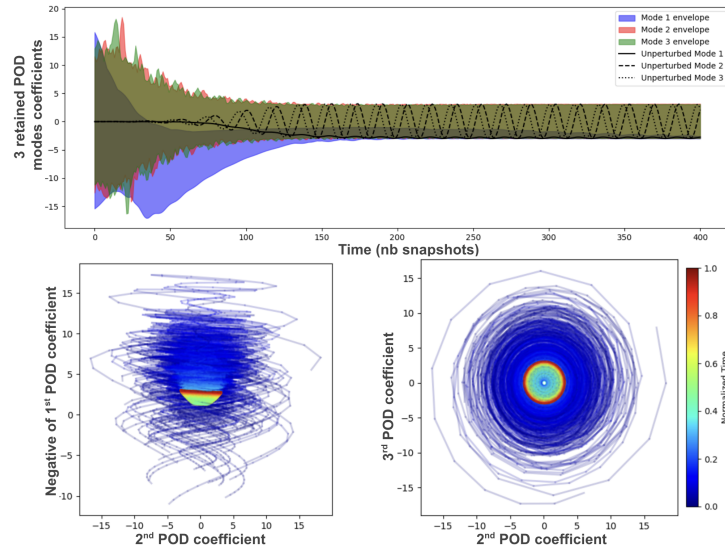 20
15
10
5
0
−5
−10
−15
3 retained POD
modes coefficients
Mode 1 envelope
Mode 2 envelope
Mode 3 envelope
Unperturbed Mode 1
Unperturbed Mode 2
Unperturbed Mode 3
0 50 100 150 200 250 300 350 400
Time (nb snapshots)
Negative of 1st POD coefficient
15
10
5
0
−5
−10
−15 −10 −5 0 5 10 15
2nd POD coefficient
3rd POD coefficient
15
10
5
0
−5
−10
−15
−15 −10 −5 0 5 10 15
2nd POD coefficient
1.0
0.8
0.6
0.4
0.2
0.0
Normalized Time